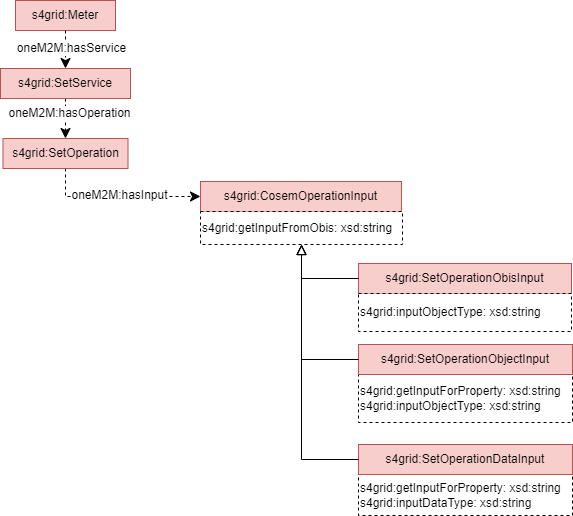 s4grid:Meter
oneM2M:hasService
s4grid:SetService
oneM2M:hasOperation
s4grid:SetOperation
oneM2M:hasInput
s4grid:CosemOperationInput
s4grid:getInputFromObis: xsd:string
s4grid:SetOperationObisInput
s4grid:inputObjectType: xsd:string
s4grid:SetOperationObjectInput
s4grid:getInputForProperty: xsd:string
s4grid:inputObjectType: xsd:string
s4grid:SetOperationDataInput
s4grid:getInputForProperty: xsd:string
s4grid:inputDataType: xsd:string